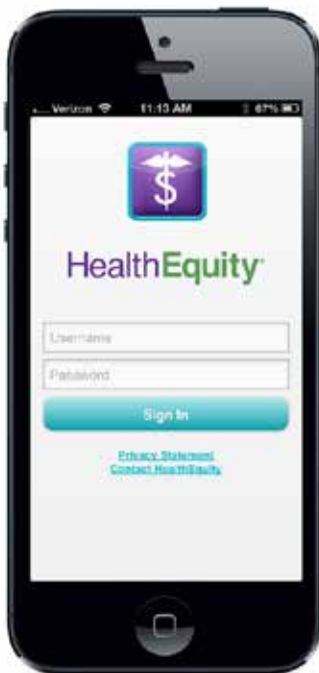 Verizon 11:13 AM 67%
$
HealthEquity
Username
Password
Sign In
Privacy Statement
Contact HealthEquity